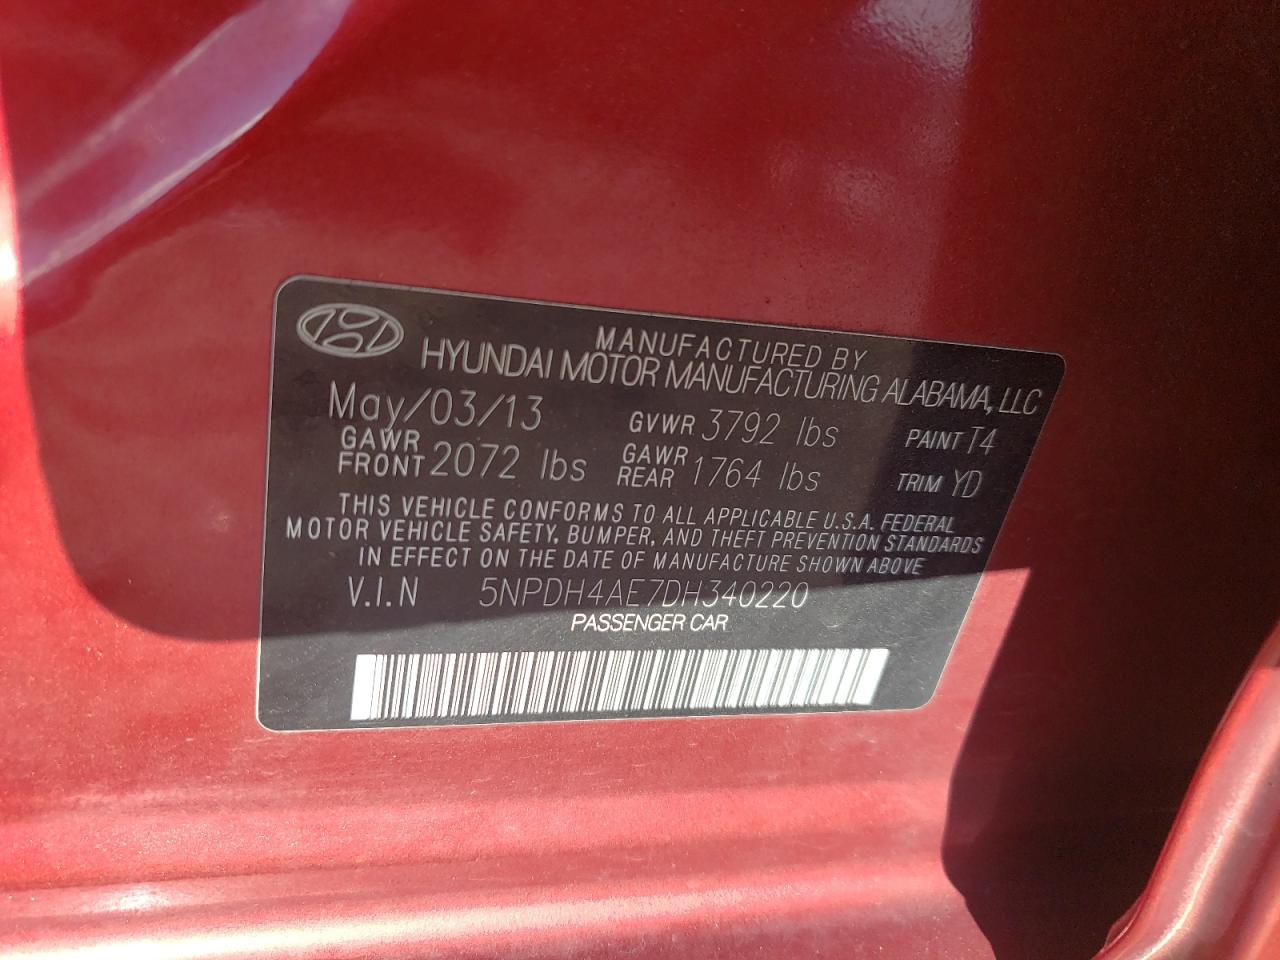 MANUFACTURED BY
HYUNDAI MOTOR MANUFACTURING ALABAMA, LLC
May/03/13 GVWR 3792 lbs PAINT T4
GAWR FRONT 2072 lbs GAWR REAR 1764 lbs TRIM YD
THIS VEHICLE CONFORMS TO ALL APPLICABLE U.S.A. FEDERAL
MOTOR VEHICLE SAFETY, BUMPER, AND THEFT PREVENTION STANDARDS
IN EFFECT ON THE DATE OF MANUFACTURE SHOWN ABOVE
V.I.N 5NPDH4AE7DH340220
PASSENGER CAR